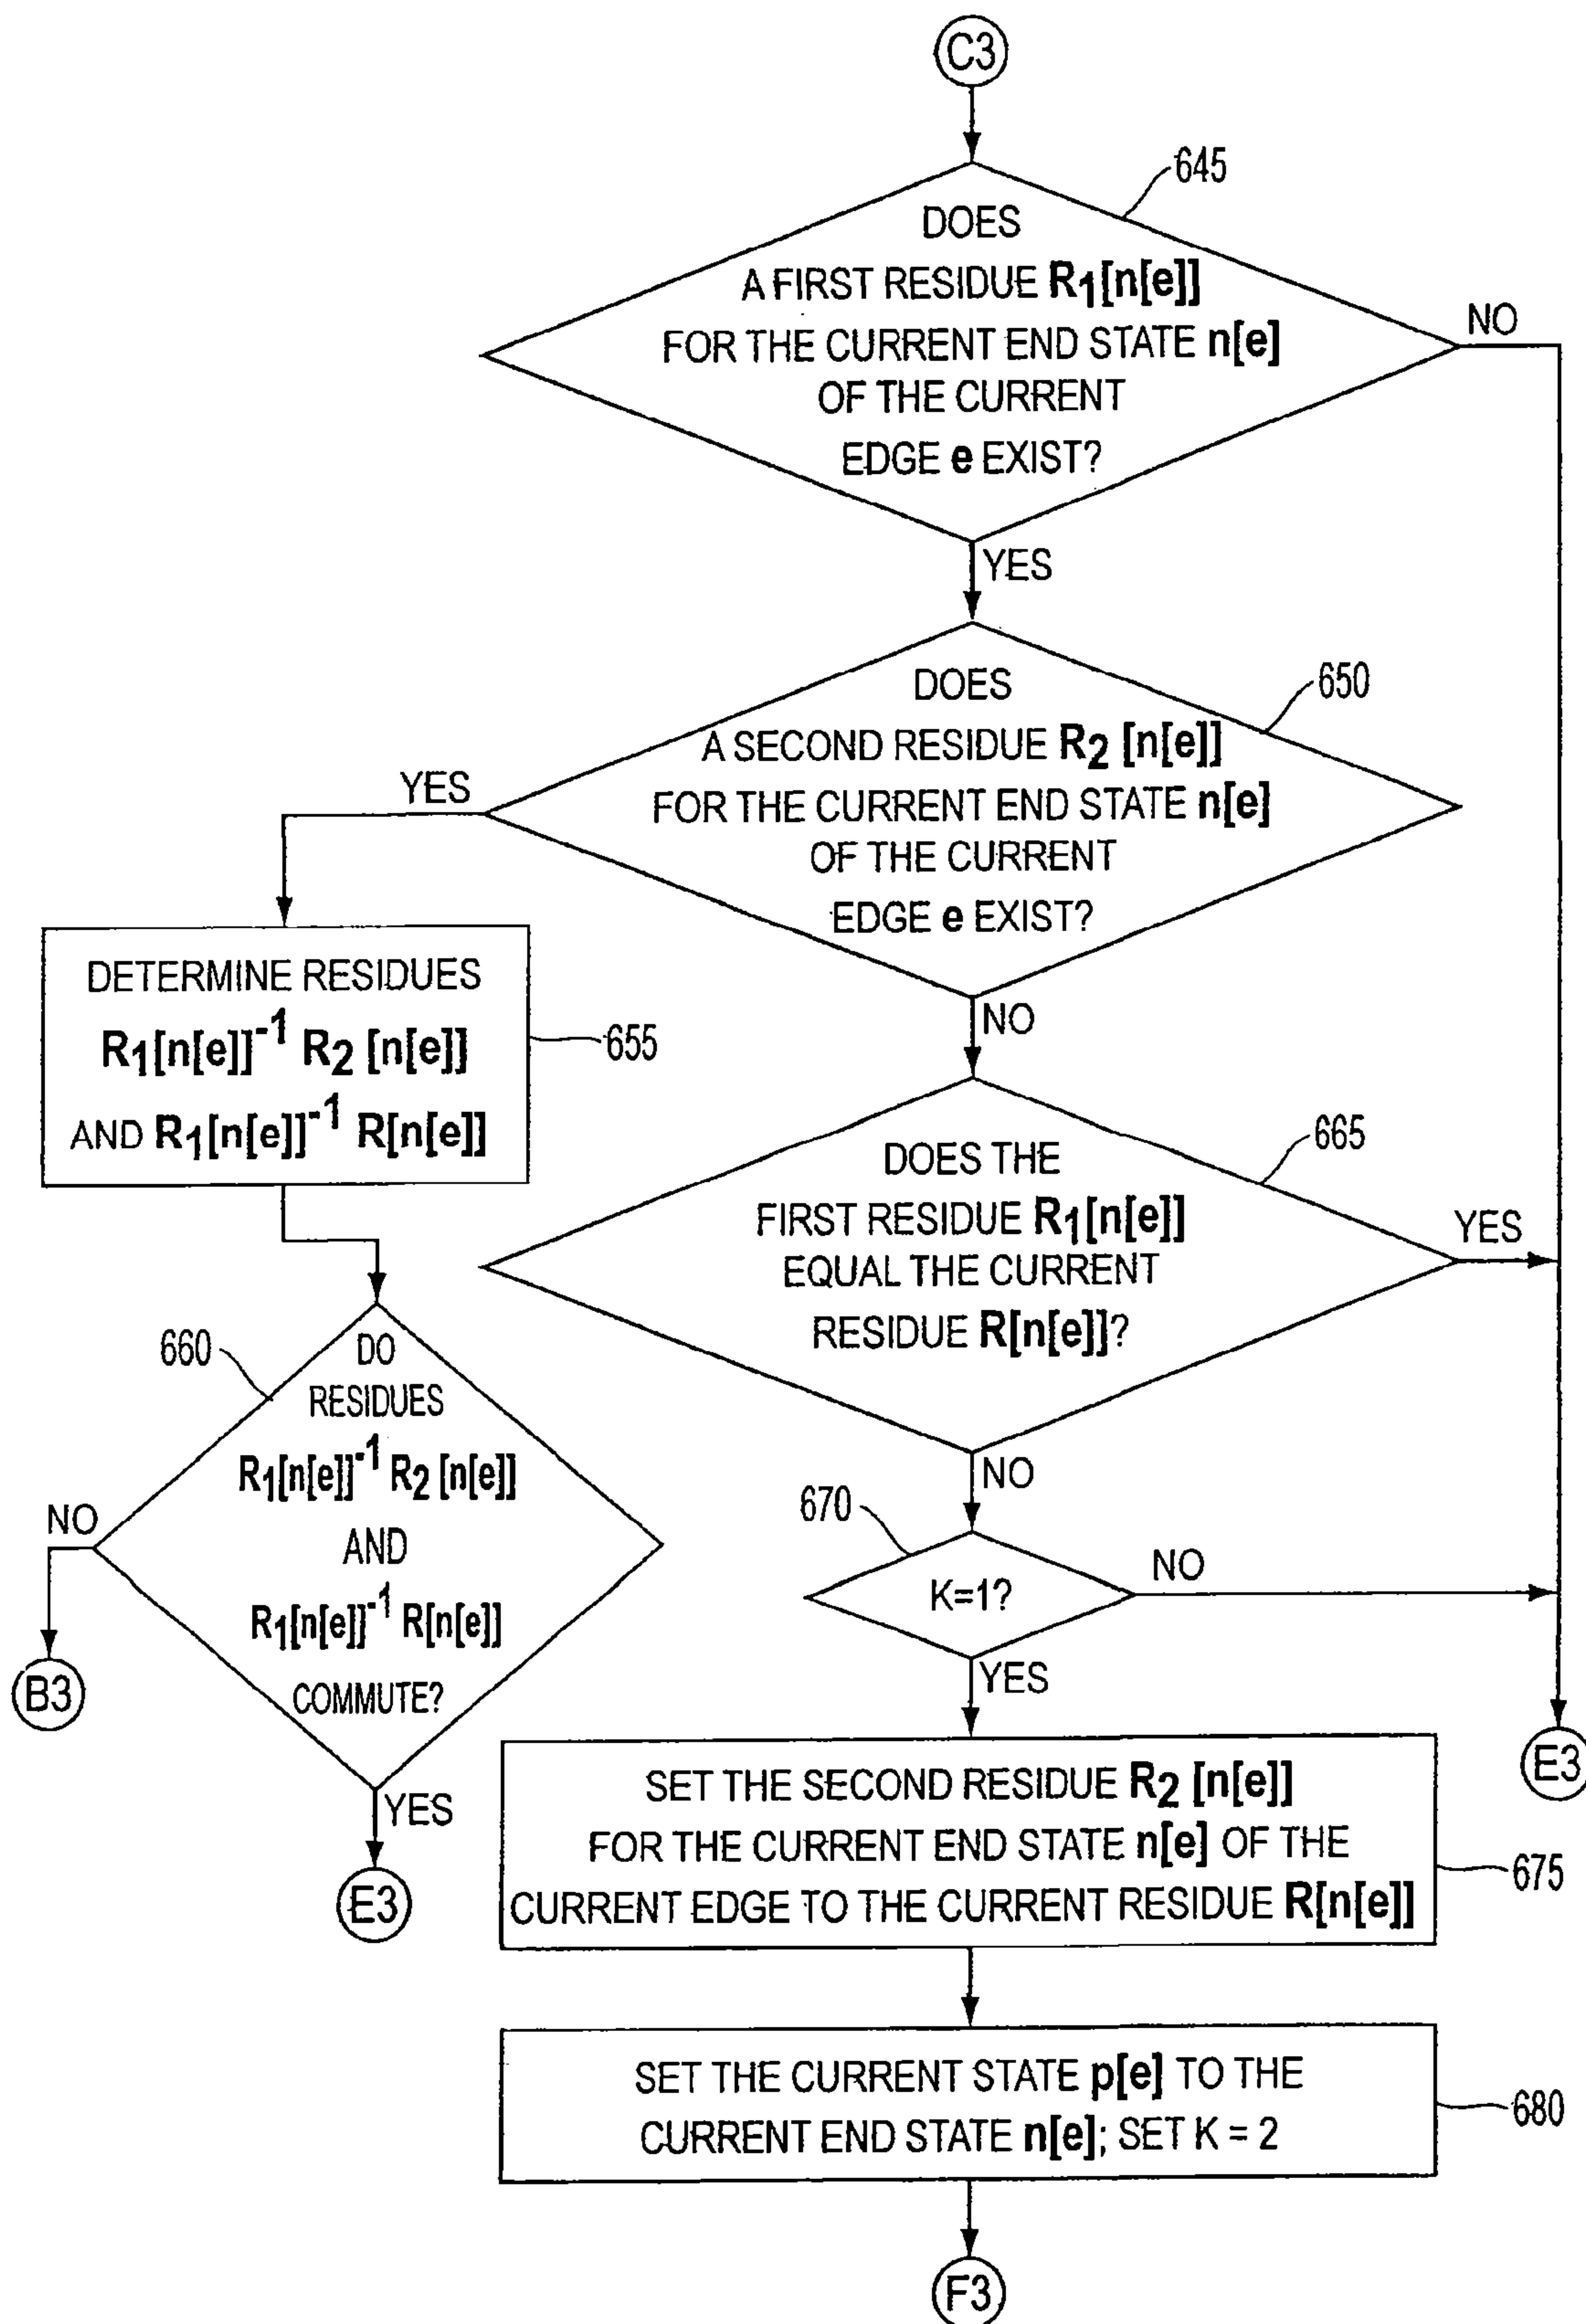 C3
645
DOES
A FIRST RESIDUE R1[n[e]]
FOR THE CURRENT END STATE n[e]
OF THE CURRENT
EDGE e EXIST?
NO
YES
650
DOES
A SECOND RESIDUE R2 [n[e]]
FOR THE CURRENT END STATE n[e]
OF THE CURRENT
EDGE e EXIST?
YES
NO
DETERMINE RESIDUES
R1[n[e]]-1 R2 [n[e]]
AND R1[n[e]]-1 R[n[e]]
655
665
DOES THE
FIRST RESIDUE R1[n[e]]
EQUAL THE CURRENT
RESIDUE R[n[e]]?
YES
NO
660
DO
RESIDUES
R1[n[e]]-1 R2 [n[e]]
AND
R1[n[e]]-1 R[n[e]]
COMMUTE?
NO
B3
YES
E3
670
K=1?
NO
YES
E3
SET THE SECOND RESIDUE R2 [n[e]]
FOR THE CURRENT END STATE n[e] OF THE
CURRENT EDGE TO THE CURRENT RESIDUE R[n[e]]
675
SET THE CURRENT STATE p[e] TO THE
CURRENT END STATE n[e]; SET K = 2
680
F3